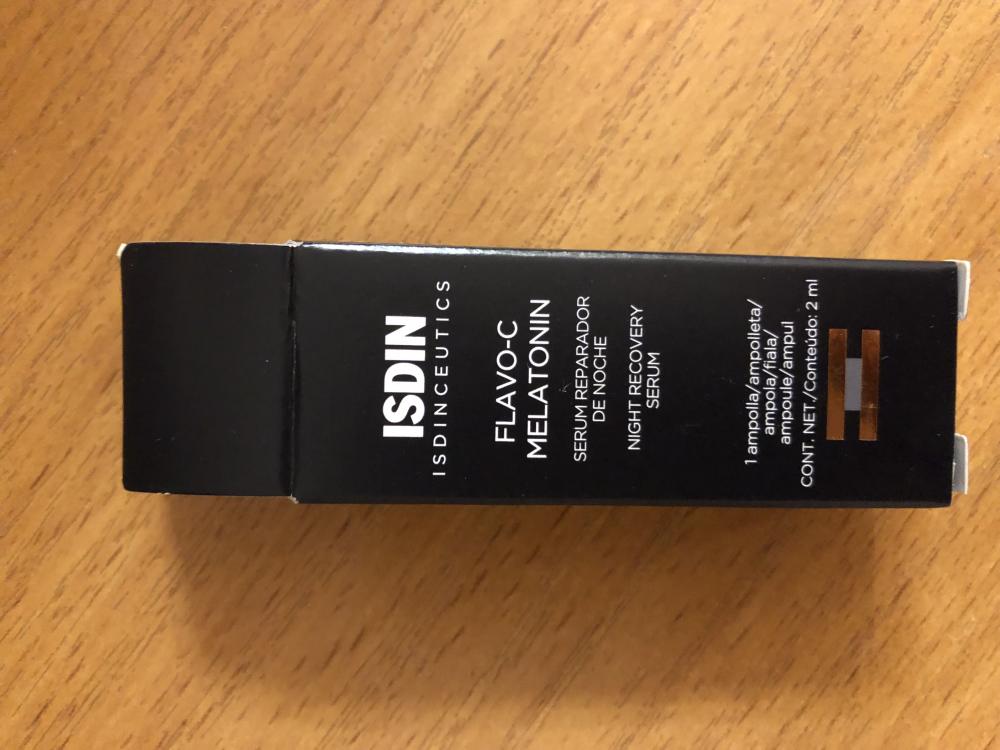 ISDIN
ISDINCEUTICS
FLAVO-C
MELATONIN
SERUM REPARADOR
DE NOCHE
NIGHT RECOVERY
SERUM
1 ampolla/ampolleta/
ampola/fiala/
ampoule/ampul
CONT. NET./Conteúdo: 2 ml